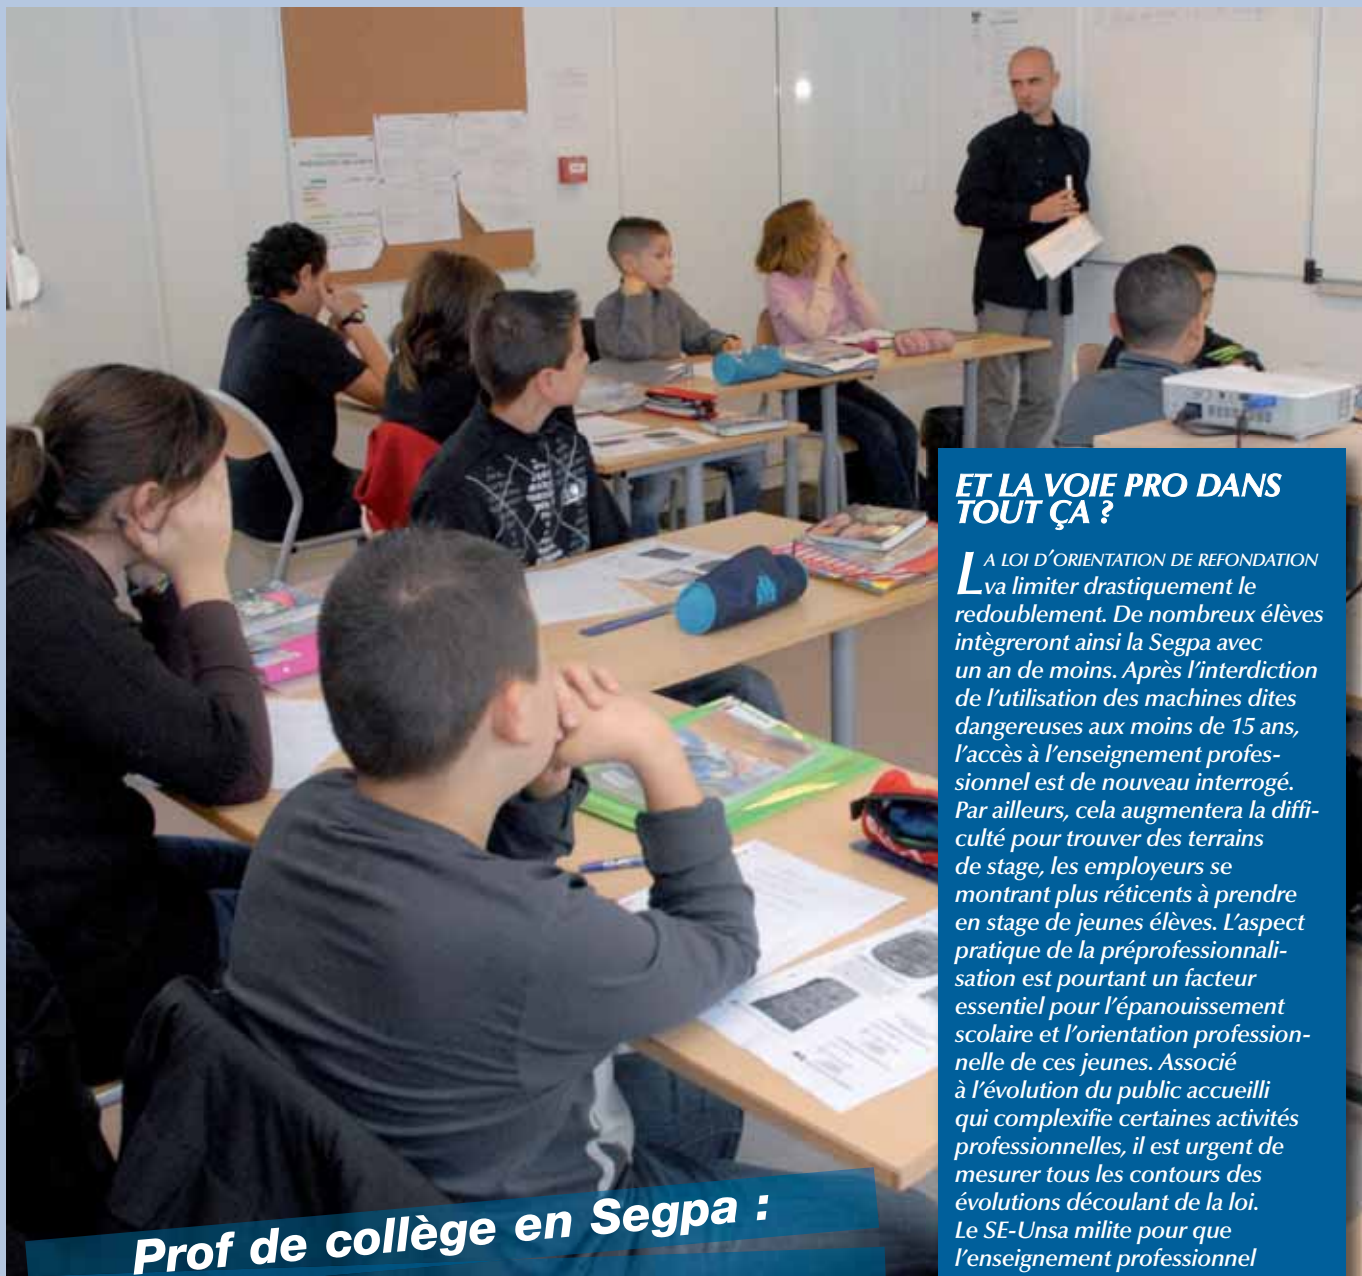 ET LA VOIE PRO DANS
TOUT ÇA ?
LA LOI D'ORIENTATION DE REFONDATION
va limiter drastiquement le
redoublement. De nombreux élèves
intègreront ainsi la Segpa avec
un an de moins. Après l'interdiction
de l'utilisation des machines dites
dangereuses aux moins de 15 ans,
l'accès à l'enseignement profes-
sionnel est de nouveau interrogé.
Par ailleurs, cela augmentera la diffi-
culté pour trouver des terrains
de stage, les employeurs se
montrant plus réticents à prendre
en stage de jeunes élèves. L'aspect
pratique de la préprofessionnali-
sation est pourtant un facteur
essentiel pour l'épanouissement
scolaire et l'orientation profession-
nelle de ces jeunes. Associé
à l'évolution du public accueilli
qui complexifie certaines activités
professionnelles, il est urgent de
mesurer tous les contours des
évolutions découlant de la loi.
Le SE-Unsa milite pour que
l'enseignement professionnel
Prof de collège en Segpa :